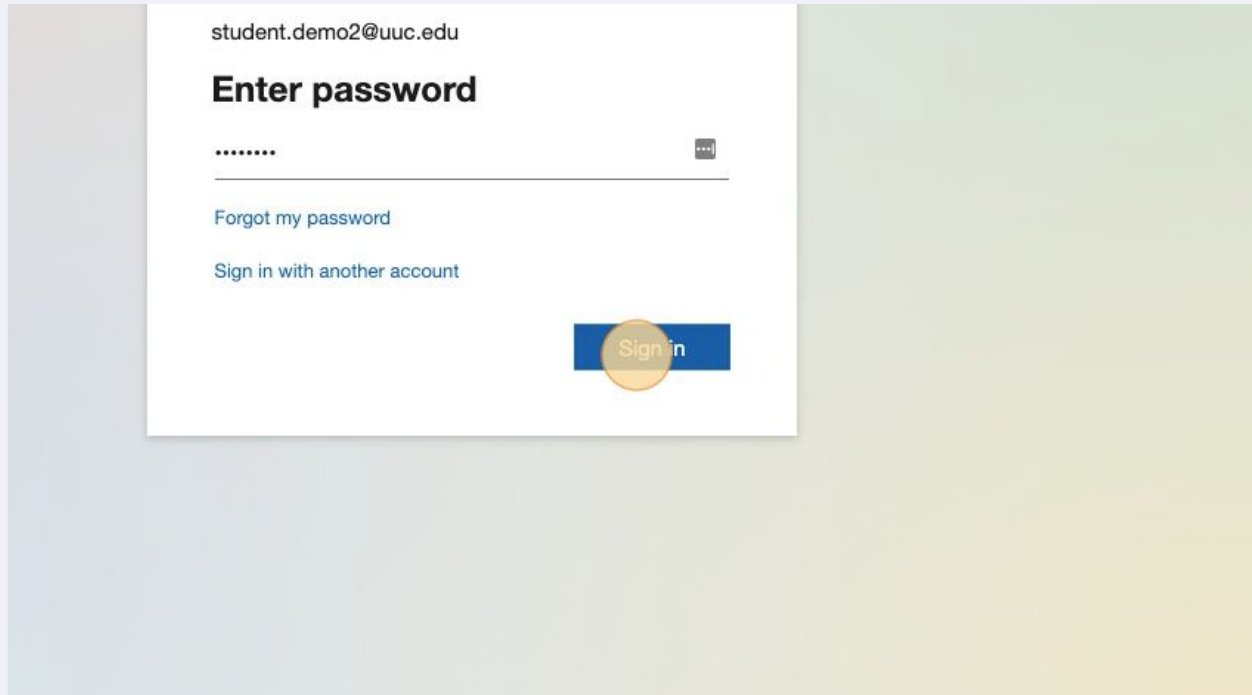 student.demo2@uuc.edu
Enter password
........
Forgot my password
Sign in with another account
Sign in